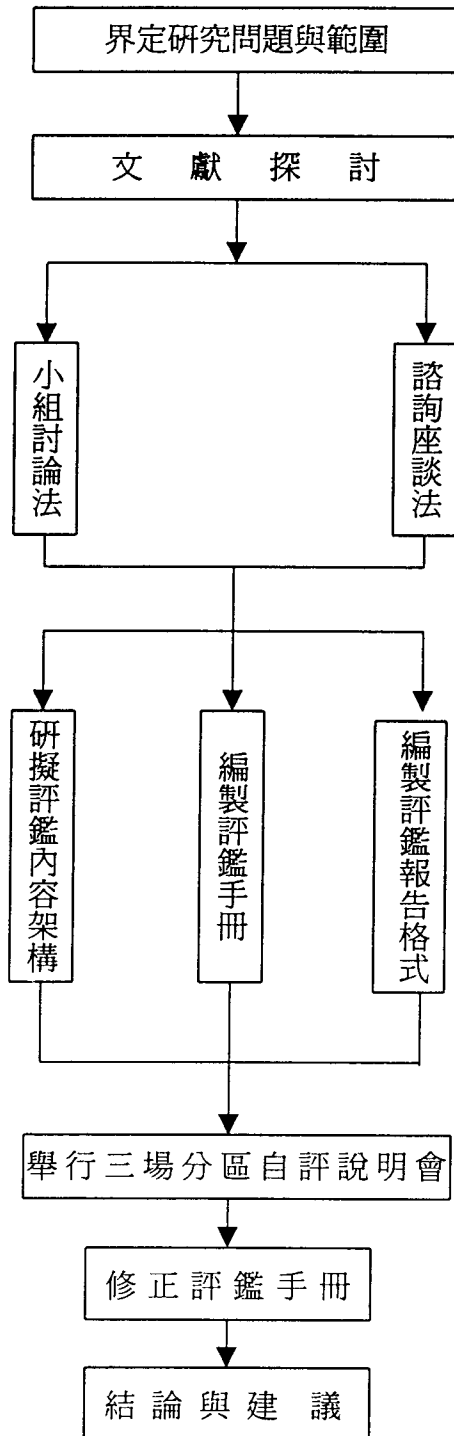 界定研究問題與範圍
文獻探討
小組討論法
諮詢座談法
研擬評鑑內容架構
編製評鑑手冊
編製評鑑報告格式
舉行三場分區自評說明會
修正評鑑手冊
結論與建議